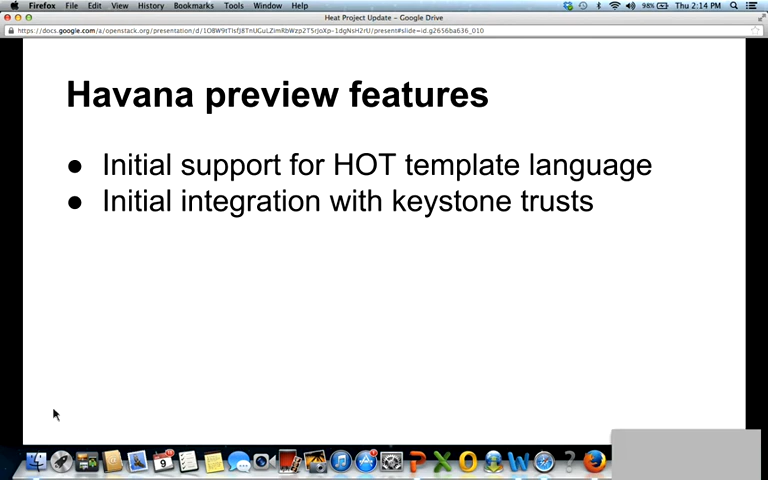 Firefox File Edit View History Bookmarks Tools Window Help
98% Thu 2:14 PM
Heat Project Update – Google Drive
Havana preview features
● Initial support for HOT template language
● Initial integration with keystone trusts